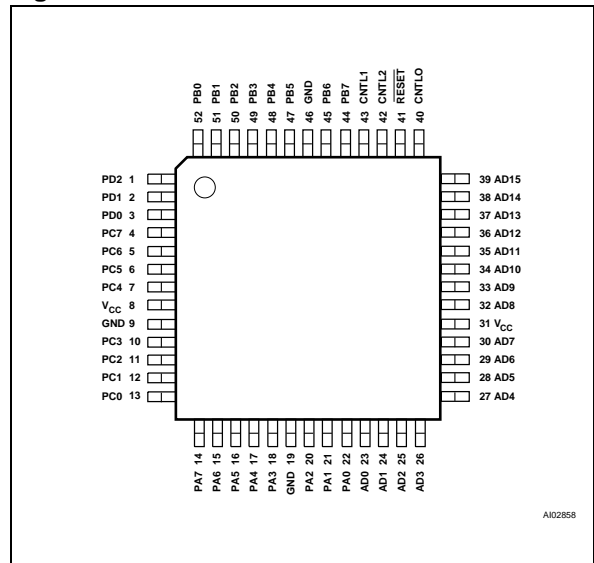 52 PB0
51 PB1
50 PB2
49 PB3
48 PB4
47 PB5
46 GND
45 PB6
44 PB7
43 CNTL1
42 CNTL2
41 RESET
40 CNTL0
PD2 1
PD1 2
PD0 3
PC7 4
PC6 5
PC5 6
PC4 7
VCC 8
GND 9
PC3 10
PC2 11
PC1 12
PC0 13
39 AD15
38 AD14
37 AD13
36 AD12
35 AD11
34 AD10
33 AD9
32 AD8
31 VCC
30 AD7
29 AD6
28 AD5
27 AD4
PA7 14
PA6 15
PA5 16
PA4 17
PA3 18
GND 19
PA2 20
PA1 21
PA0 22
AD0 23
AD1 24
AD2 25
AD3 26
AI02858